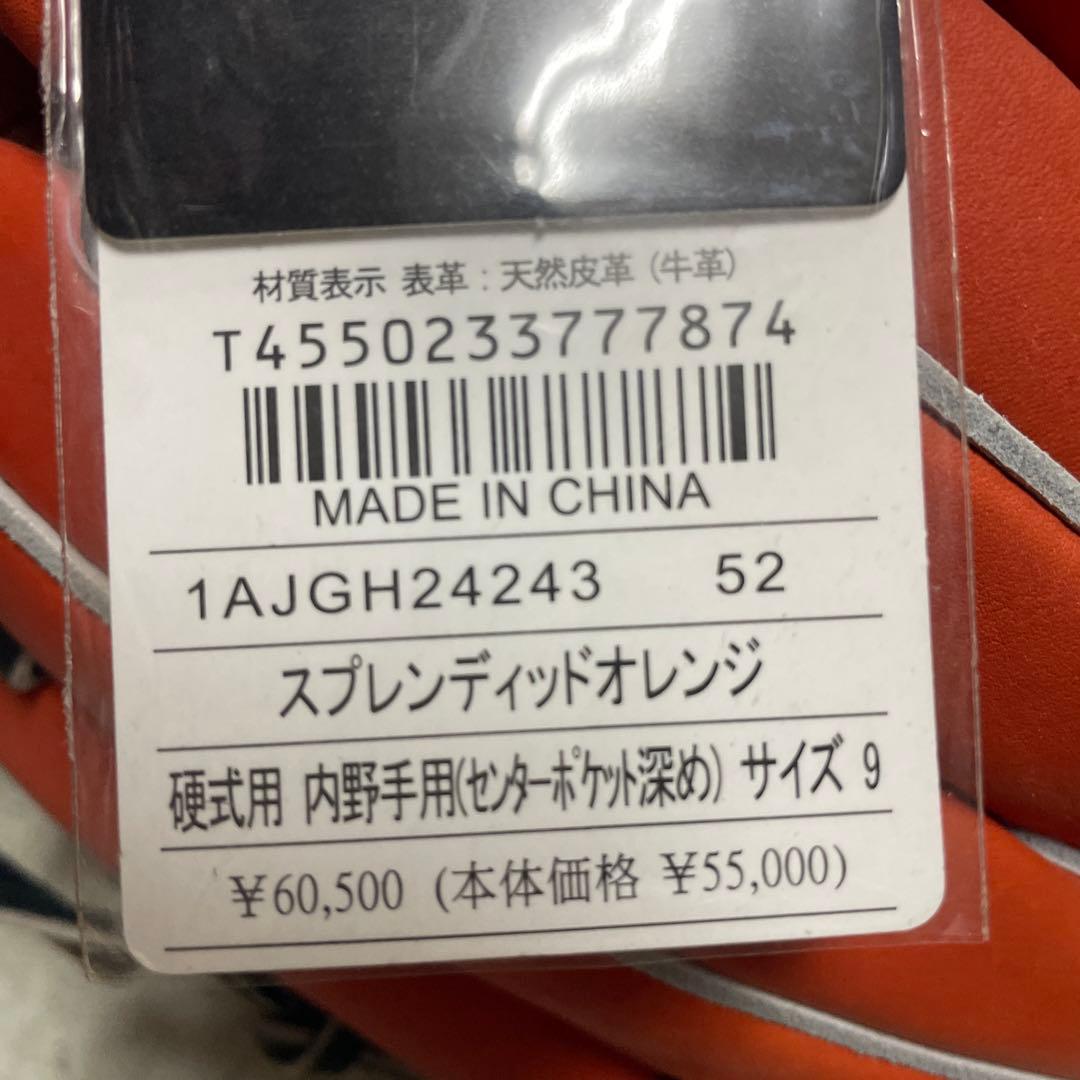 材質表示 表革：天然皮革（牛革）
T4550233777874
MADE IN CHINA
1AJGH24243 52
スプレンディッドオレンジ
硬式用 内野手用(センターポケット深め) サイズ 9
￥60,500 (本体価格 ￥55,000)